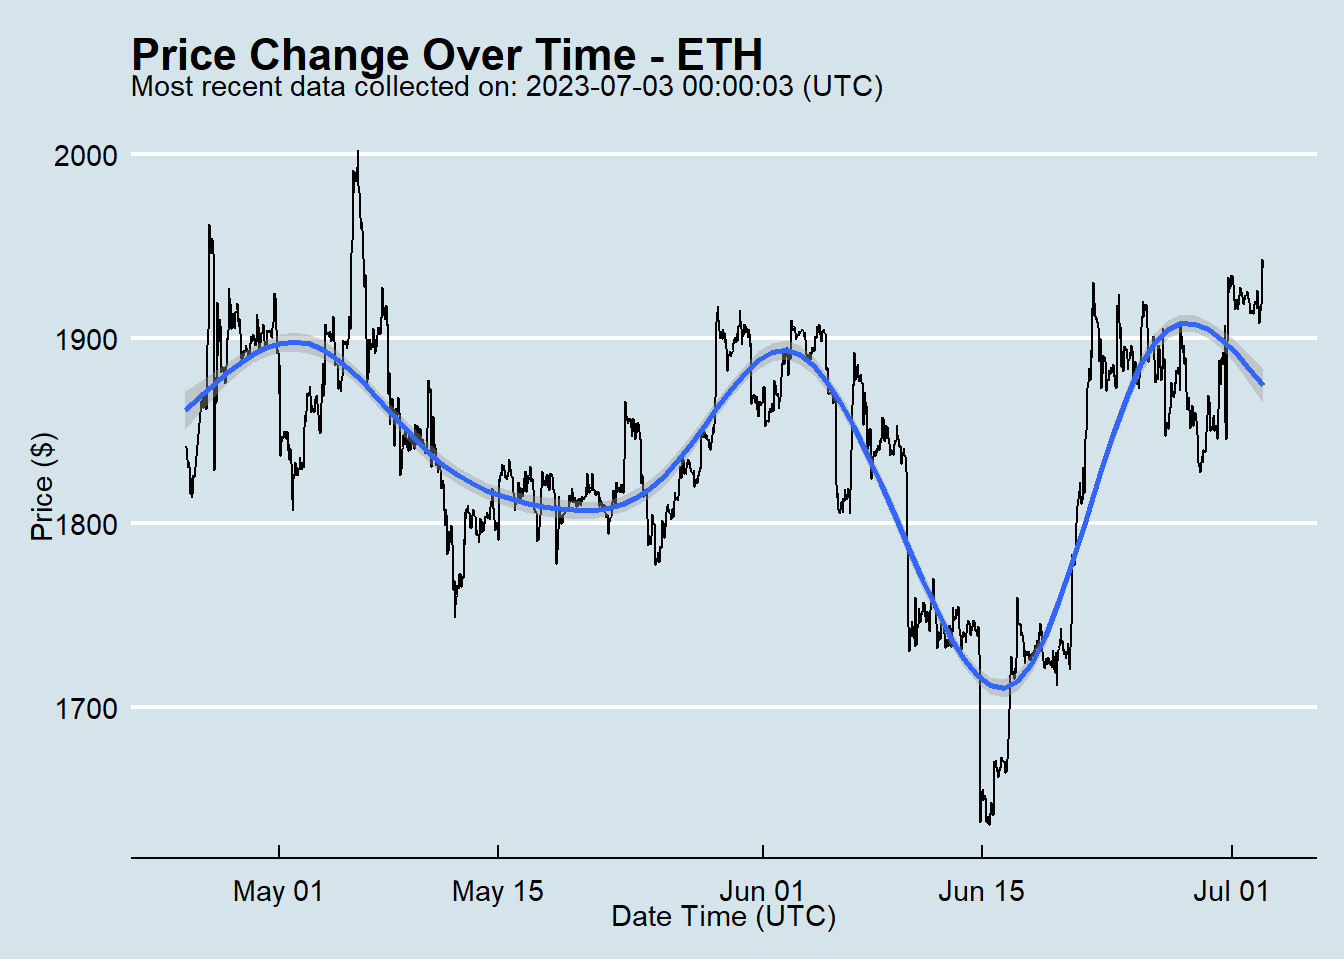 Price Change Over Time - ETH
Most recent data collected on: 2023-07-03 00:00:03 (UTC)
2000
1900
1800
1700
Price ($)
May 01
May 15
Jun 01
Jun 15
Jul 01
Date Time (UTC)